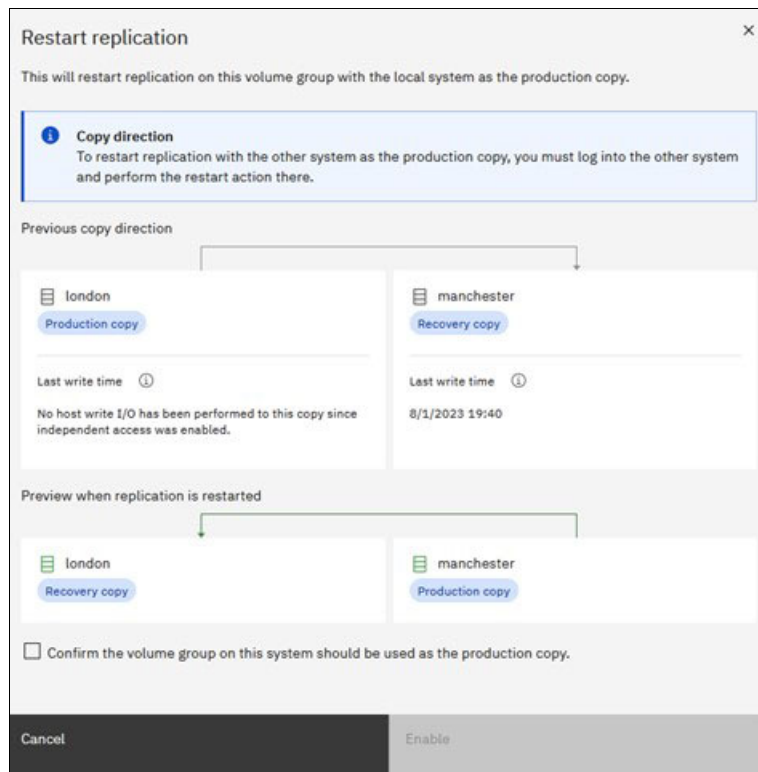 Restart replication
This will restart replication on this volume group with the local system as the production copy.
Copy direction
To restart replication with the other system as the production copy, you must log into the other system
and perform the restart action there.
Previous copy direction
london
Production copy
Last write time
No host write I/O has been performed to this copy since
independent access was enabled.
manchester
Recovery copy
Last write time
8/1/2023 19:40
Preview when replication is restarted
london
Recovery copy
manchester
Production copy
Confirm the volume group on this system should be used as the production copy.
Cancel
Enable